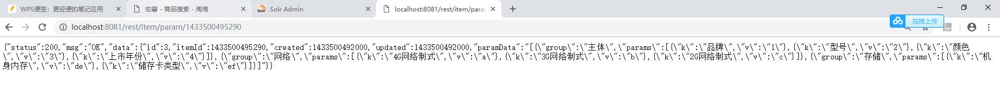 WPS便签：更轻便的笔记应用
宏碁 - 商品搜索 - 淘淘
Solr
Solr Admin
localhost:8081/rest/item/para
localhost:8081/rest/item/param/1433500495290
拖拽上传
RP
{"status":200,"msg":"OK","data":{"id":3,"itemId":1433500495290,"created":1433500492000,"updated":1433500492000,"paramData":"[{\"group\":\"主体\",\"params\":[{\"k\":\"品牌\",\"v\":\"1\"},{\"k\":\"型号\",\"v\":\"2\"},{\"k\":\"颜色
\",\"v\":\"3\"},{\"k\":\"上市年份\",\"v\":\"4\"}]},{\"group\":\"网络\",\"params\":[{\"k\":\"4G网络制式\",\"v\":\"a\"},{\"k\":\"3G网络制式\",\"v\":\"b\"},{\"k\":\"2G网络制式\",\"v\":\"c\"}]},{\"group\":\"存储\",\"params\":[{\"k\":\"机
身内存\",\"v\":\"de\"},{\"k\":\"储存卡类型\",\"v\":\"ef\"}]}]"}}